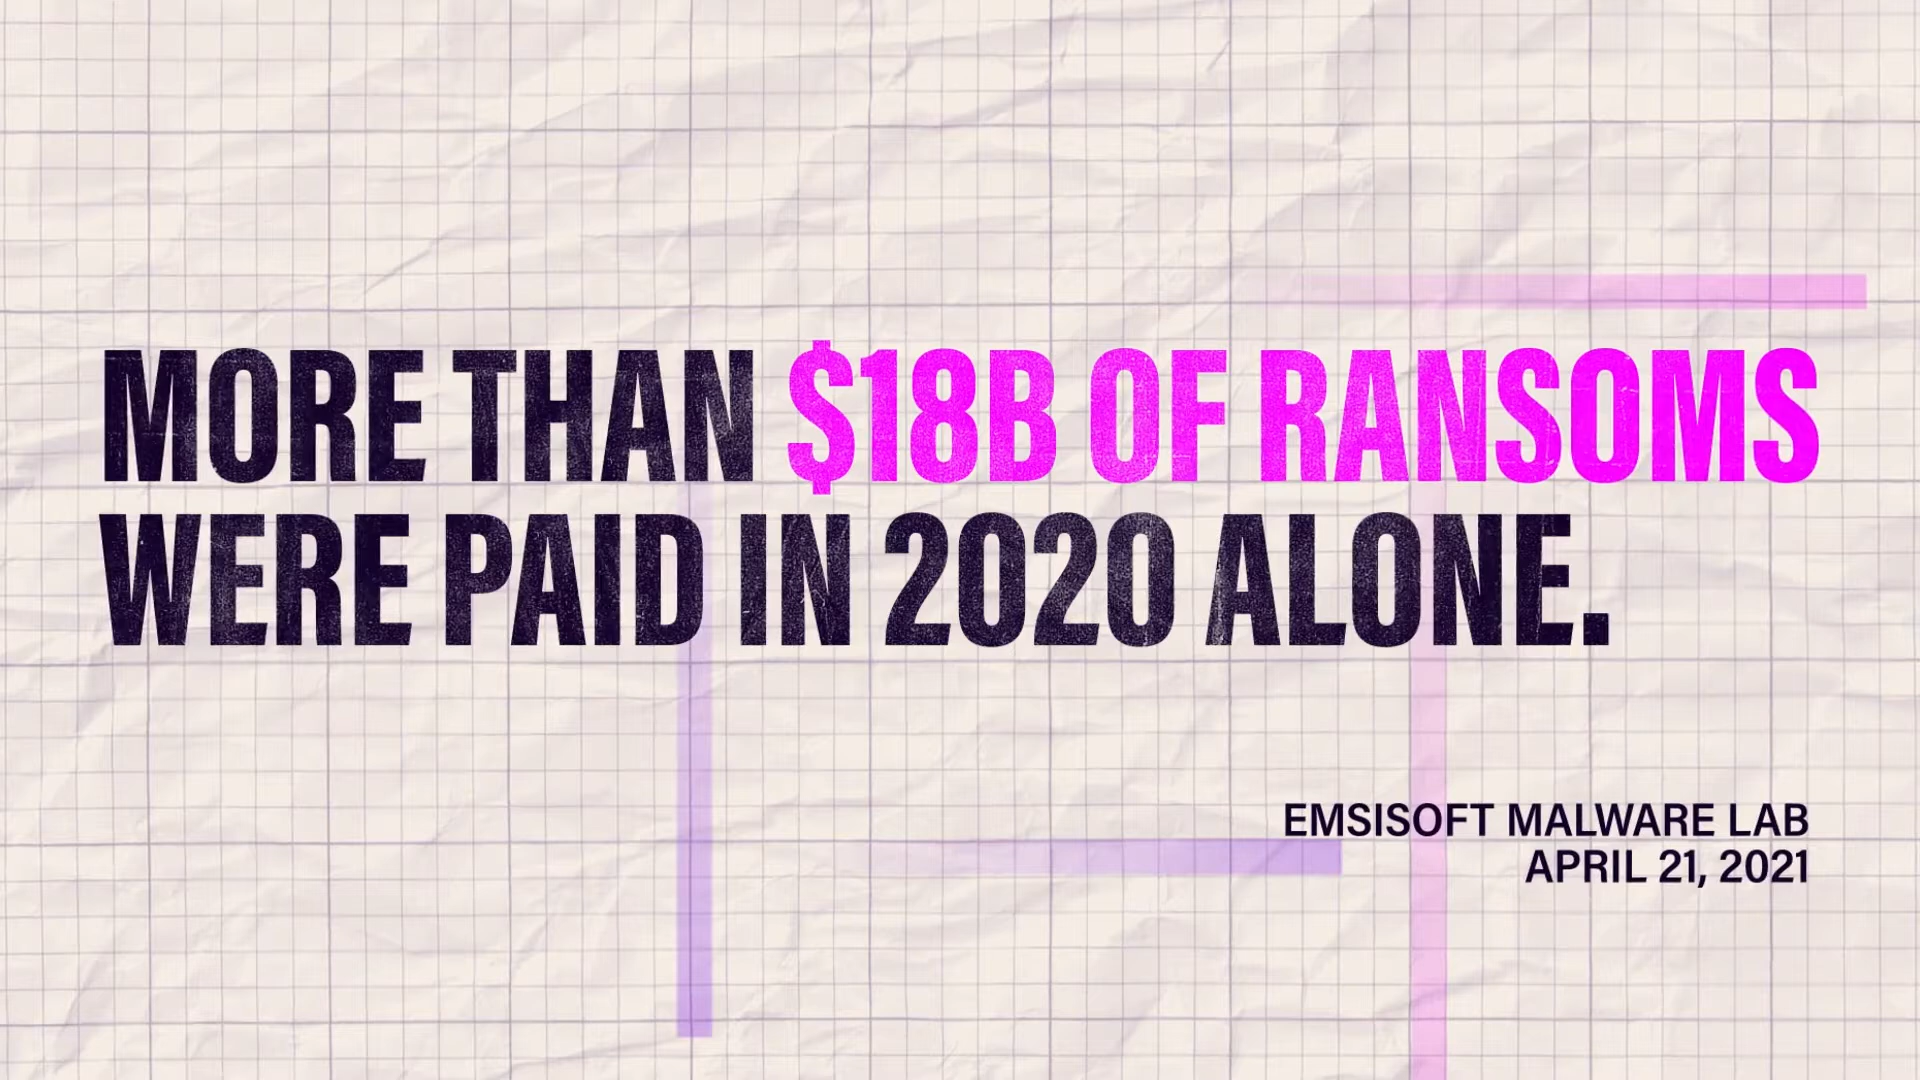 MORE THAN $18B OF RANSOMS
WERE PAID IN 2020 ALONE.
EMSISOFT MALWARE LAB
APRIL 21, 2021